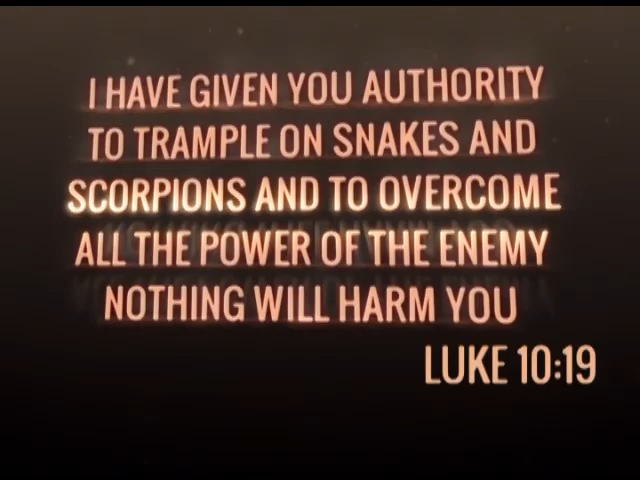 I HAVE GIVEN YOU AUTHORITY
TO TRAMPLE ON SNAKES AND
SCORPIONS AND TO OVERCOME
ALL THE POWER OF THE ENEMY
NOTHING WILL HARM YOU
LUKE 10:19